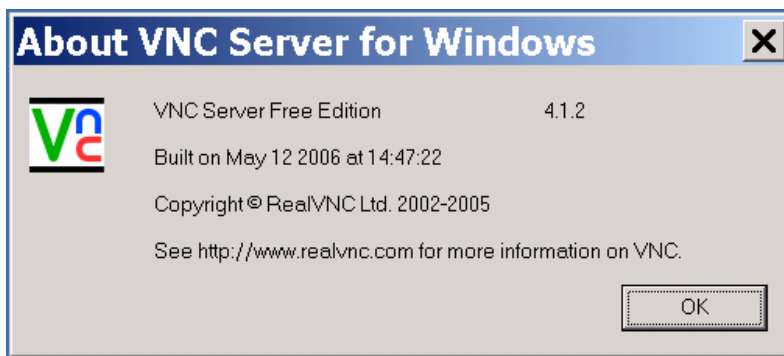 About VNC Server for Windows
Vnc
VNC Server Free Edition 4.1.2
Built on May 12 2006 at 14:47:22
Copyright © RealVNC Ltd. 2002-2005
See http://www.realvnc.com for more information on VNC.
OK